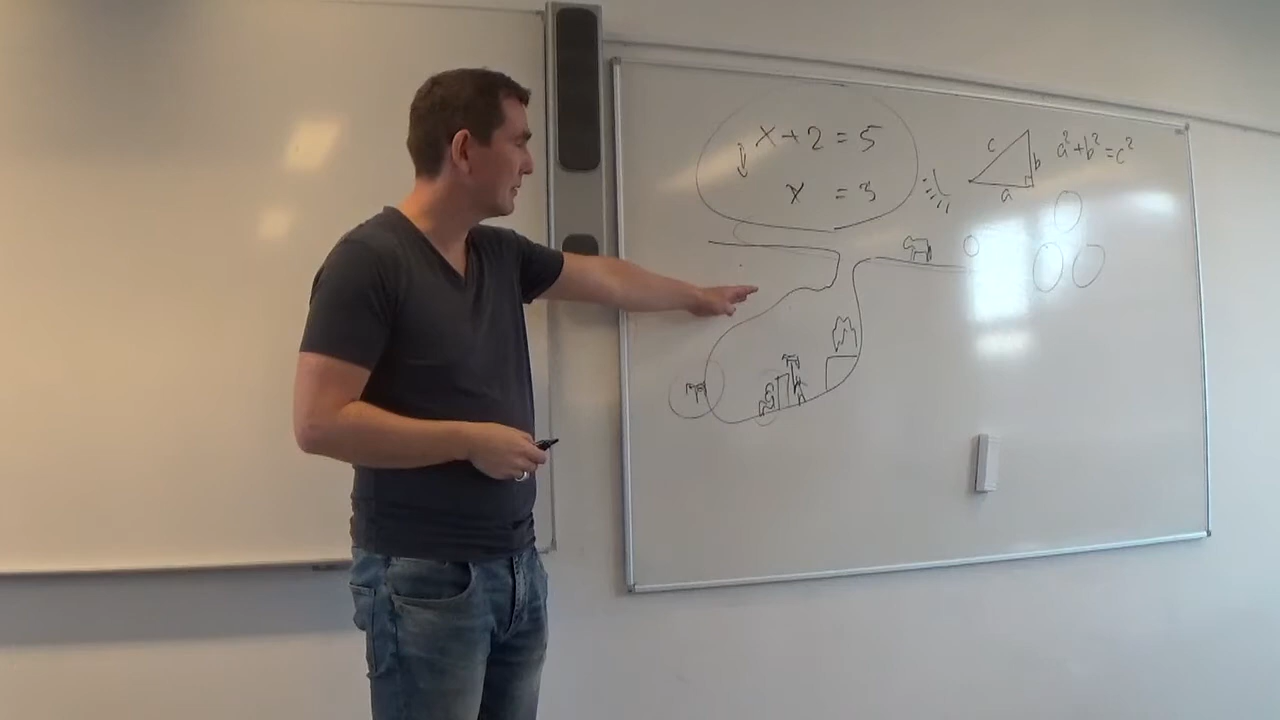 x + 2 = 5
x = 3
c
b
a
a² + b² = c²